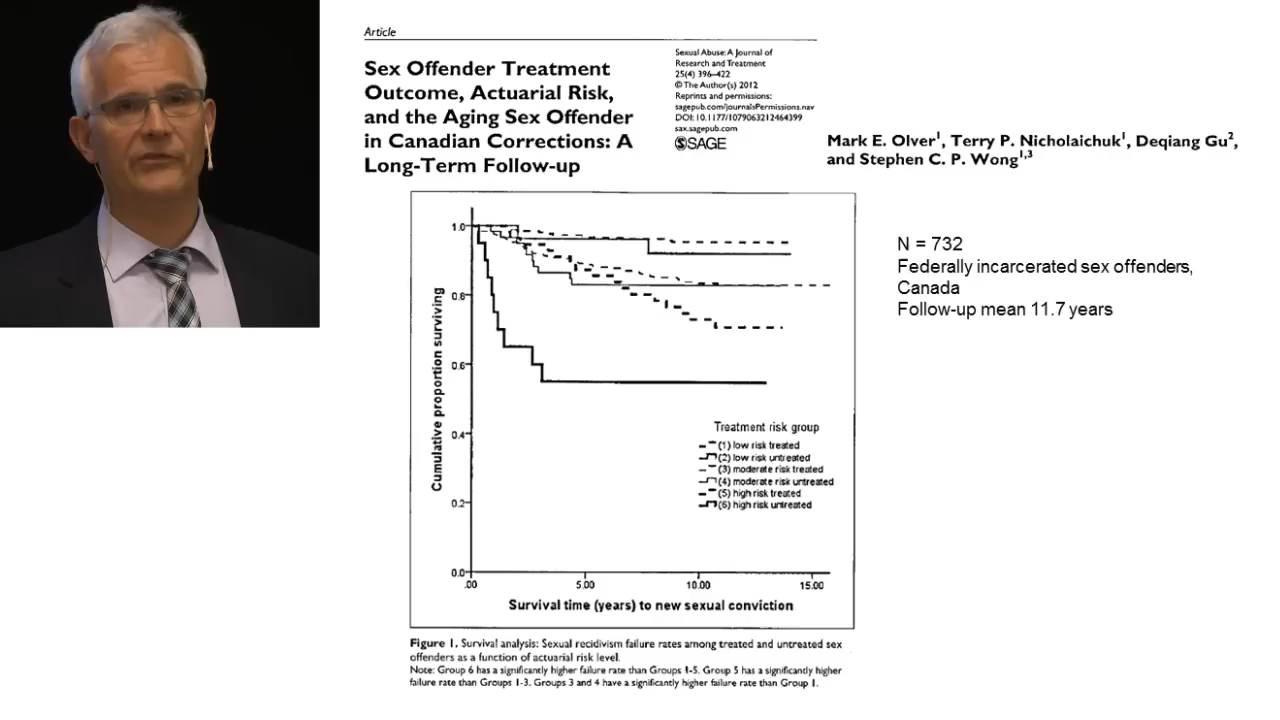 Article
Sex Offender Treatment
Outcome, Actuarial Risk,
and the Aging Sex Offender
in Canadian Corrections: A
Long-Term Follow-up
Sexual Abuse: A Journal of
Research and Treatment
25(4) 396–422
© The Author(s) 2012
Reprints and permissions:
sagepub.com/journalsPermissions.nav
DOI: 10.1177/1079063212464399
sax.sagepub.com
SAGE
Mark E. Olver¹, Terry P. Nicholaichuk¹, Deqiang Gu²,
and Stephen C. P. Wong¹,³
N = 732
Federally incarcerated sex offenders,
Canada
Follow-up mean 11.7 years
Cumulative proportion surviving
1.0
0.8
0.6
0.4
0.2
0.0
.00
5.00
10.00
15.00
Survival time (years) to new sexual conviction
Treatment risk group
(1) low risk treated
(2) low risk untreated
(3) moderate risk treated
(4) moderate risk untreated
(5) high risk treated
(6) high risk untreated
Figure 1. Survival analysis: Sexual recidivism failure rates among treated and untreated sex
offenders as a function of actuarial risk level.
Note: Group 6 has a significantly higher failure rate than Groups 1-5. Group 5 has a significantly higher
failure rate than Groups 1-3. Groups 3 and 4 have a significantly higher failure rate than Group 1.